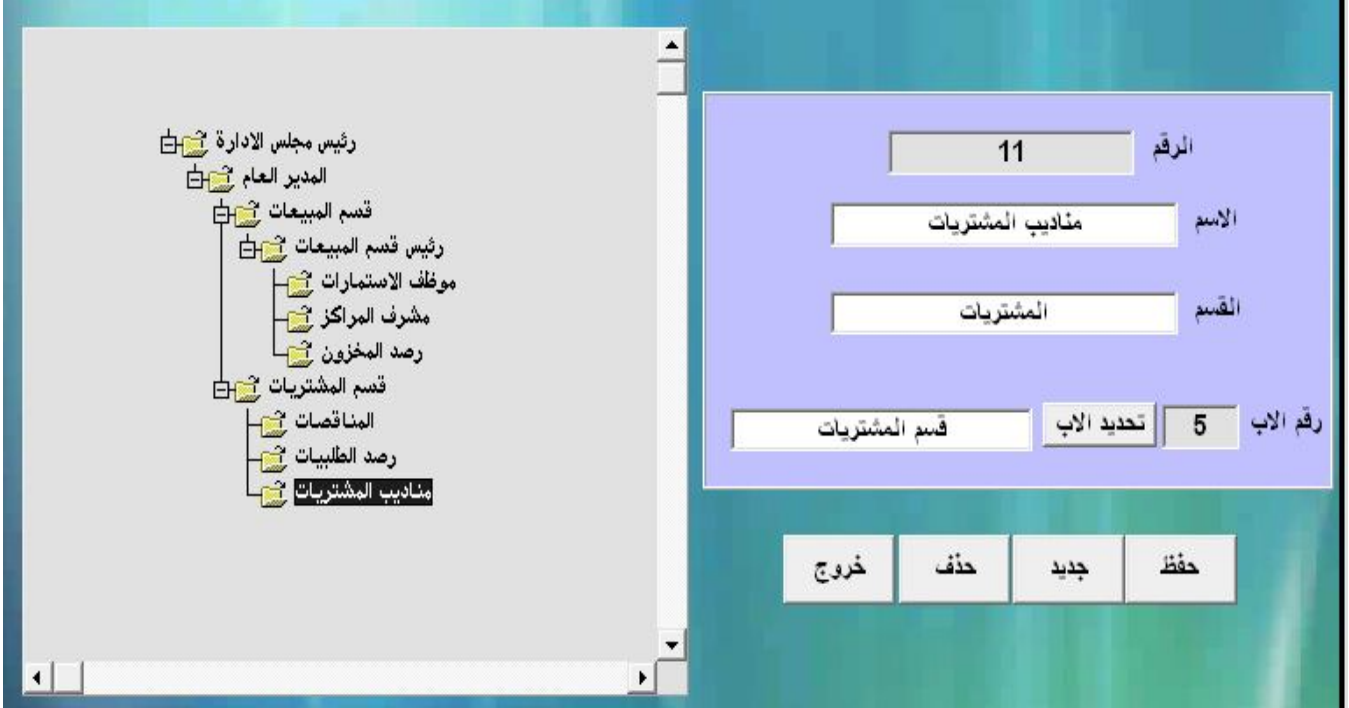 رئيس مجلس الادارة
المدير العام
قسم المبيعات
رئيس قسم المبيعات
موظف الاستمارات
مشرف المراكز
رصد المخزون
قسم المشتريات
المناقصات
رصد الطلبيات
مناديب المشتريات
الرقم 11
الاسم مناديب المشتريات
القسم المشتريات
رقم الاب 5 تحديد الاب قسم المشتريات
حفظ جديد حذف خروج